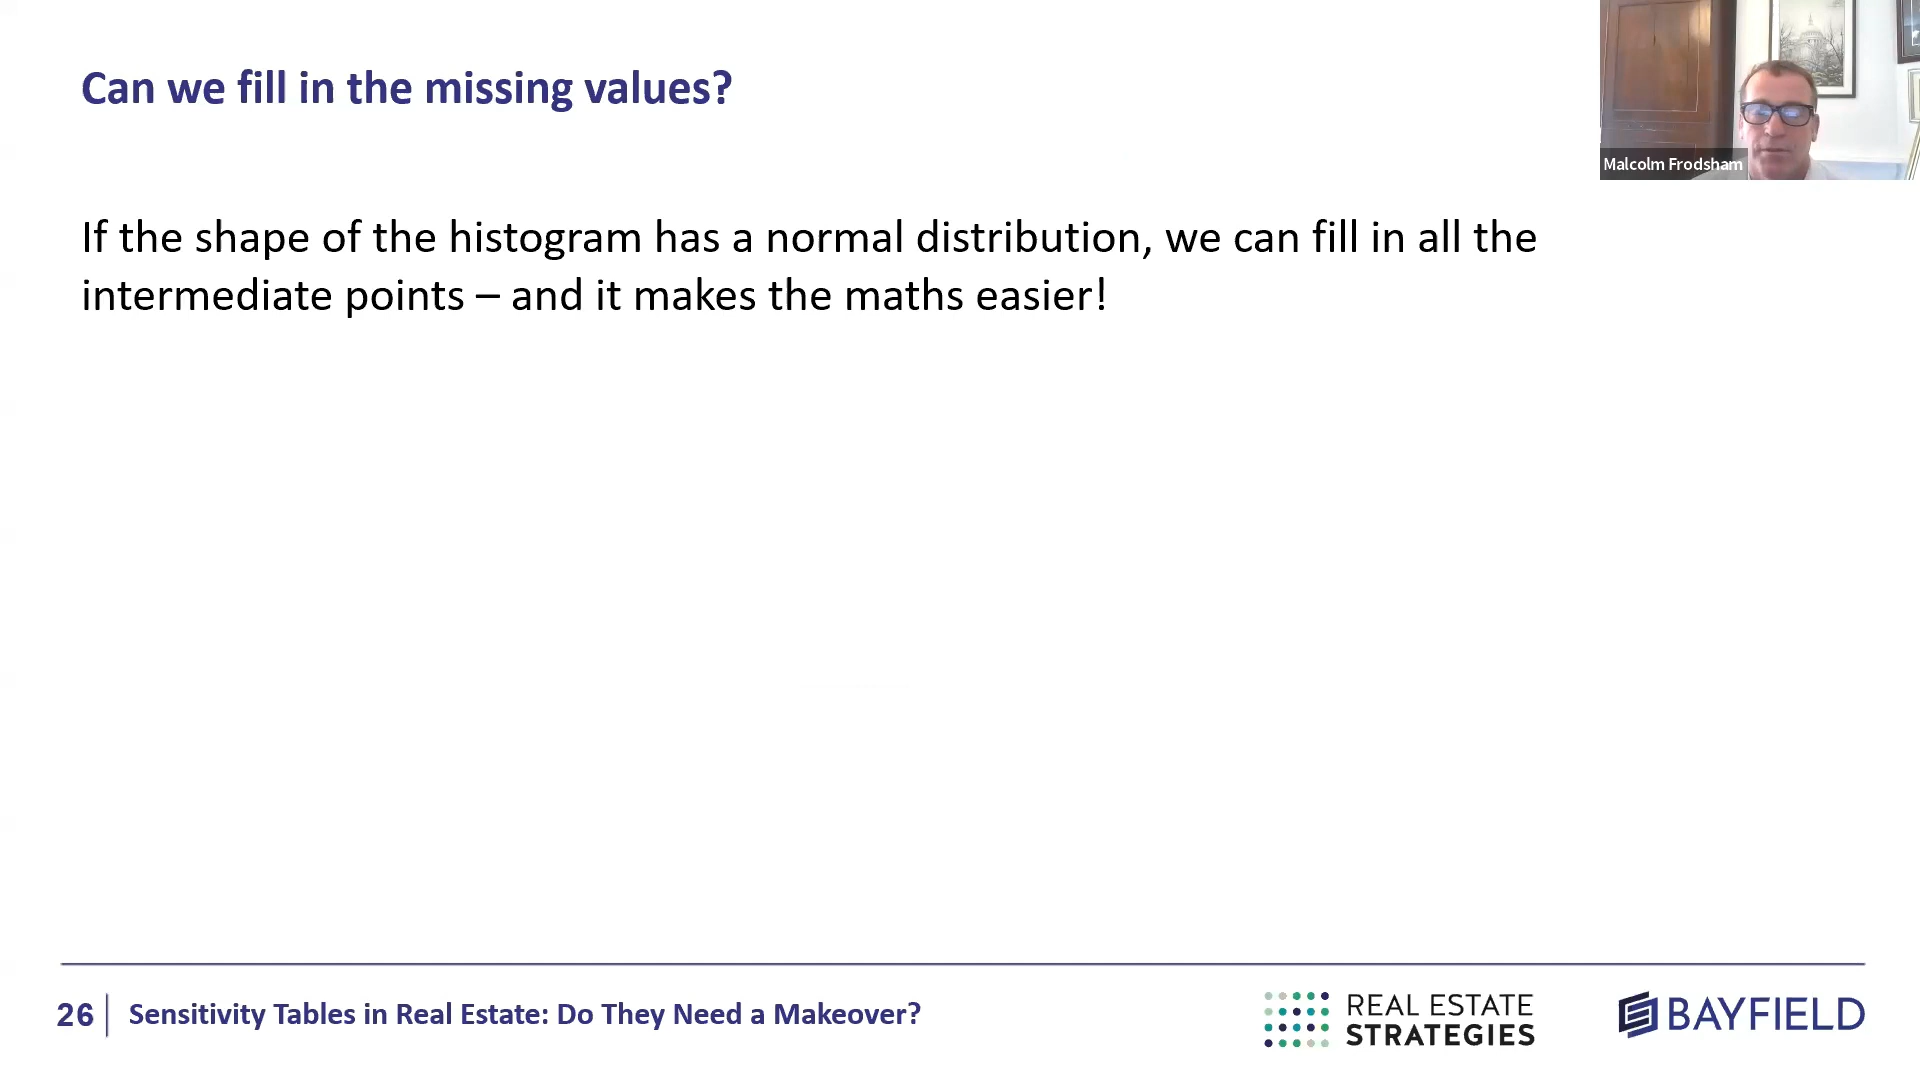 Can we fill in the missing values?
Malcolm Frodsham
If the shape of the histogram has a normal distribution, we can fill in all the
intermediate points – and it makes the maths easier!
26
Sensitivity Tables in Real Estate: Do They Need a Makeover?
REAL ESTATE
STRATEGIES
BAYFIELD